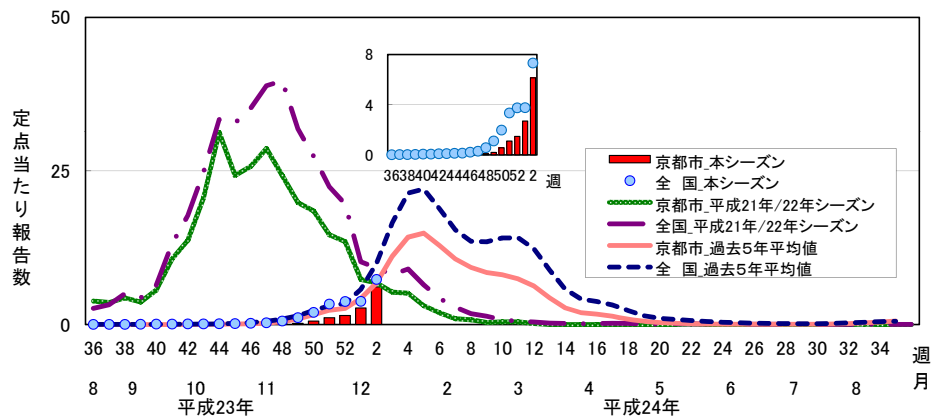 50
25
0
定点当たり報告数
8
4
0
363840424446485052 2
週
京都市_本シーズン
全 国_本シーズン
京都市_平成21年/22年シーズン
全国_平成21年/22年シーズン
京都市_過去5年平均値
全 国_過去5年平均値
36 38 40 42 44 46 48 50 52 2 4 6 8 10 12 14 16 18 20 22 24 26 28 30 32 34 週
8 9 10 11 12 2 3 4 5 6 7 8 月
平成23年 平成24年